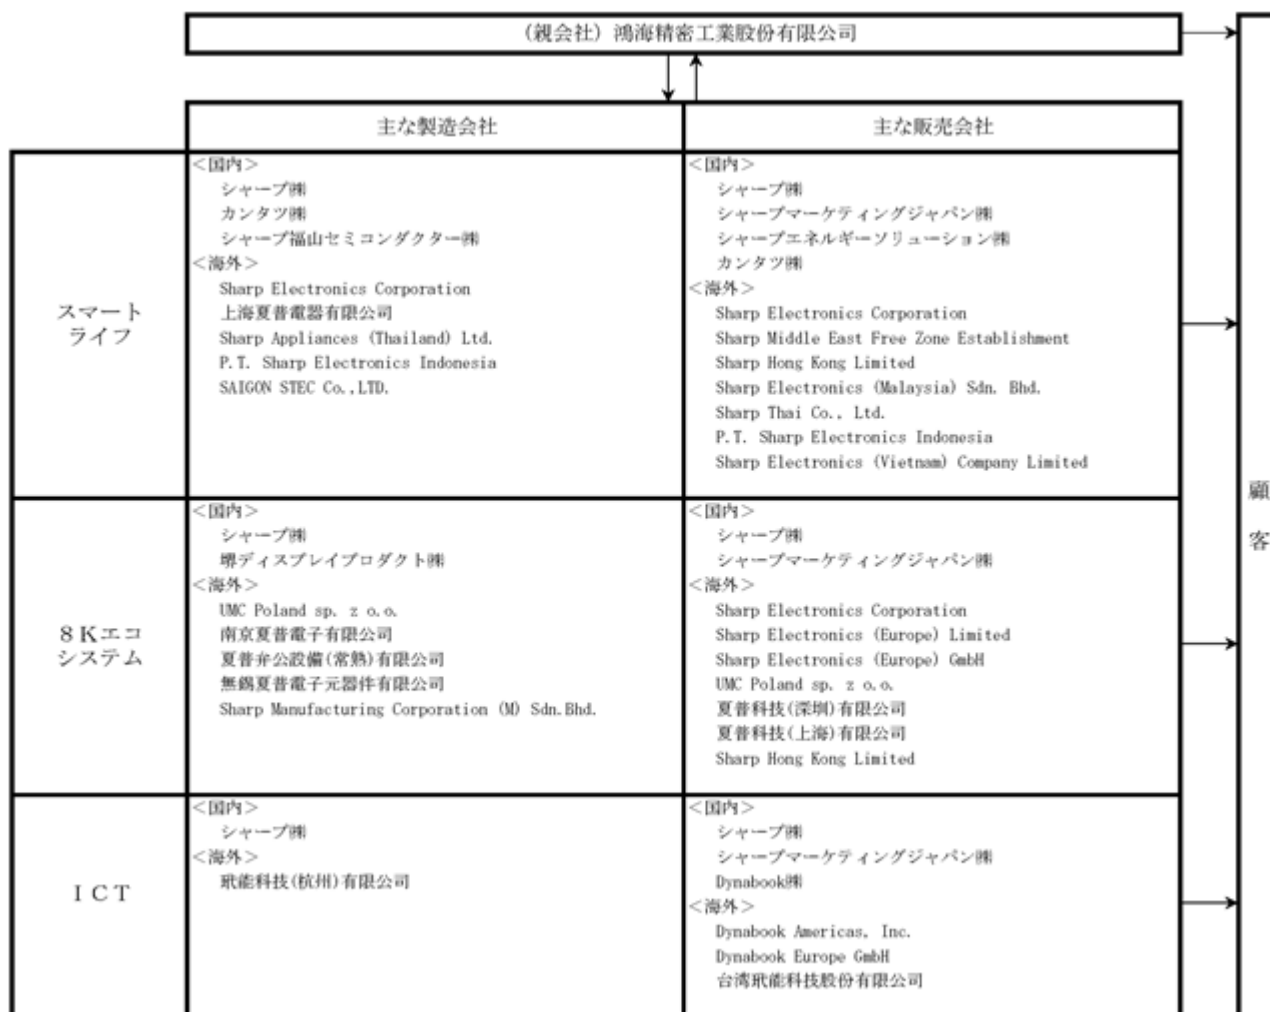 （親会社）鴻海精密工業股份有限公司
主な製造会社
主な販売会社
スマート
ライフ
＜国内＞
シャープ㈱
カンタツ㈱
シャープ福山セミコンダクター㈱
＜海外＞
Sharp Electronics Corporation
上海夏普電器有限公司
Sharp Appliances (Thailand) Ltd.
P.T. Sharp Electronics Indonesia
SAIGON STEC Co.,LTD.
＜国内＞
シャープ㈱
シャープマーケティングジャパン㈱
シャープエネルギーソリューション㈱
カンタツ㈱
＜海外＞
Sharp Electronics Corporation
Sharp Middle East Free Zone Establishment
Sharp Hong Kong Limited
Sharp Electronics (Malaysia) Sdn. Bhd.
Sharp Thai Co., Ltd.
P.T. Sharp Electronics Indonesia
Sharp Electronics (Vietnam) Company Limited
８Kエコ
システム
＜国内＞
シャープ㈱
堺ディスプレイプロダクト㈱
＜海外＞
UMC Poland sp. z o.o.
南京夏普電子有限公司
夏普弁公設備(常熟)有限公司
無錫夏普電子元器件有限公司
Sharp Manufacturing Corporation (M) Sdn.Bhd.
＜国内＞
シャープ㈱
シャープマーケティングジャパン㈱
＜海外＞
Sharp Electronics Corporation
Sharp Electronics (Europe) Limited
Sharp Electronics (Europe) GmbH
UMC Poland sp. z o.o.
夏普科技(深圳)有限公司
夏普科技(上海)有限公司
Sharp Hong Kong Limited
ＩＣＴ
＜国内＞
シャープ㈱
＜海外＞
玳能科技(杭州)有限公司
＜国内＞
シャープ㈱
シャープマーケティングジャパン㈱
Dynabook㈱
＜海外＞
Dynabook Americas, Inc.
Dynabook Europe GmbH
台湾玳能科技股份有限公司
顧
客